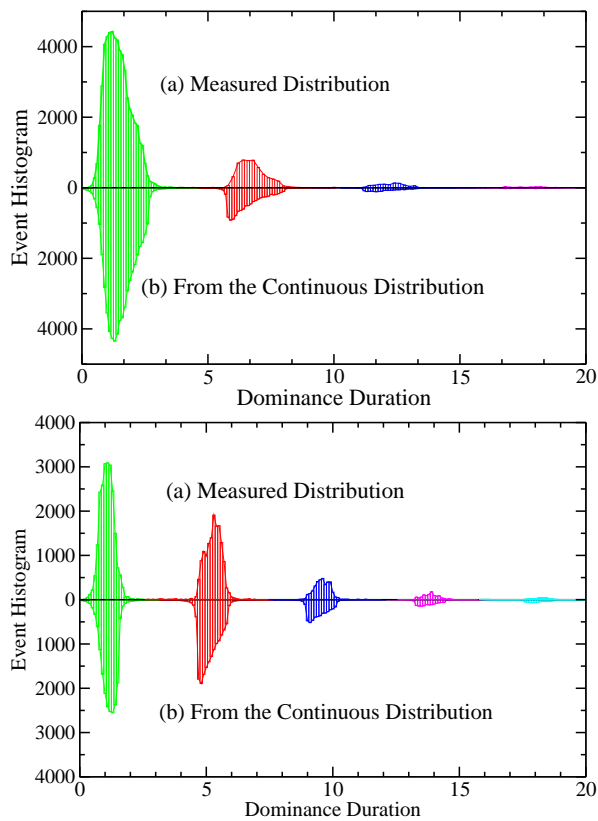 4000
(a) Measured Distribution
2000
Event Histogram
0
2000
(b) From the Continuous Distribution
4000
0 5 10 15 20
Dominance Duration
4000
3000
(a) Measured Distribution
2000
1000
Event Histogram
0
1000
2000
(b) From the Continuous Distribution
3000
4000
0 5 10 15 20
Dominance Duration